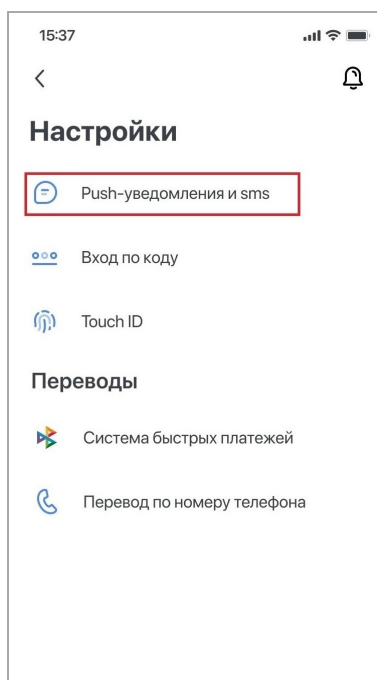 15:37
Настройки
Push-уведомления и sms
Вход по коду
Touch ID
Переводы
Система быстрых платежей
Перевод по номеру телефона